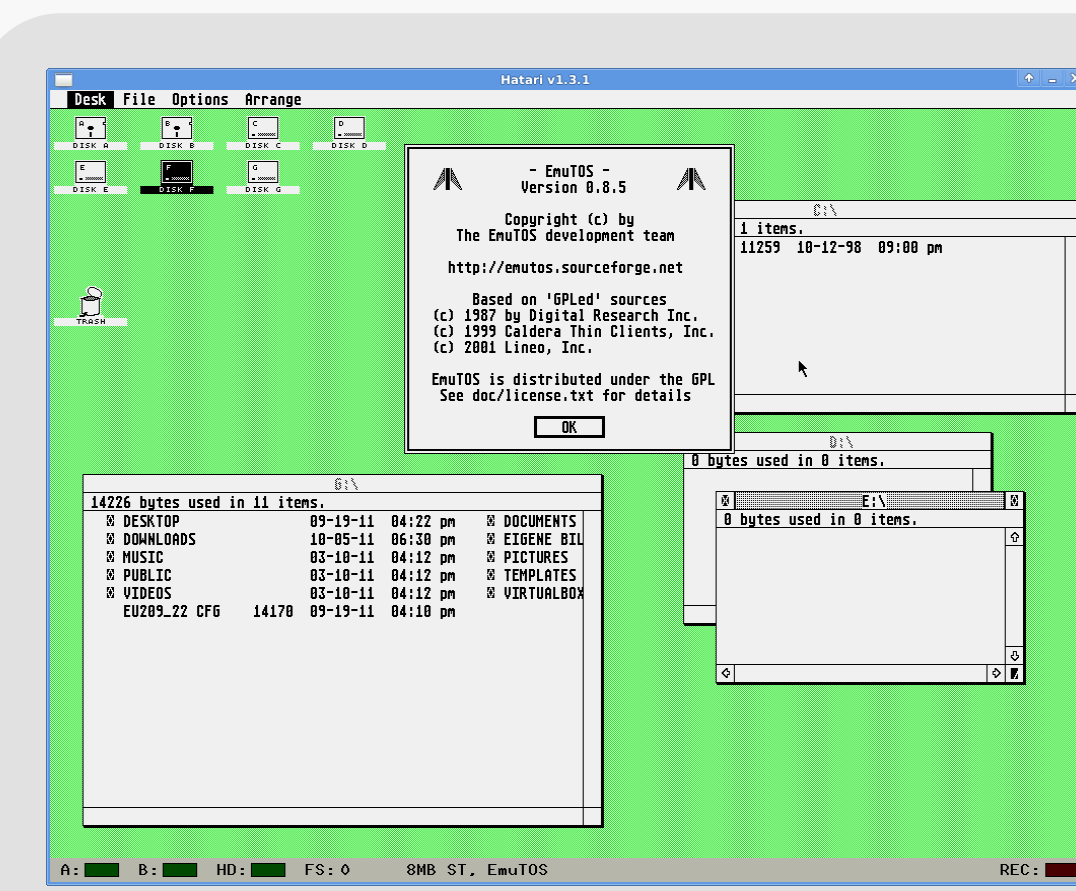 Hatari v1.3.1
Desk File Options Arrange
A B C D
DISK A DISK B DISK C DISK D
E F G
DISK E DISK F DISK G
TRASH
- EmuTOS -
Version 0.8.5
Copyright (c) by
The EmuTOS development team
http://emutos.sourceforge.net
Based on 'GPLed' sources
(c) 1987 by Digital Research Inc.
(c) 1999 Caldera Thin Clients, Inc.
(c) 2001 Lineo, Inc.
EmuTOS is distributed under the GPL
See doc/license.txt for details
OK
C:\
1 items.
11259 10-12-98 09:00 pm
D:\
0 bytes used in 0 items.
E:\
0 bytes used in 0 items.
G:\
14226 bytes used in 11 items.
DESKTOP 09-19-11 04:22 pm DOCUMENTS
DOWNLOADS 10-05-11 06:30 pm EIGENE BIL
MUSIC 03-10-11 04:12 pm PICTURES
PUBLIC 03-10-11 04:12 pm TEMPLATES
VIDEOS 03-10-11 04:12 pm VIRTUALBOX
EU209_22 CFG 14170 09-19-11 04:10 pm
A: B: HD: FS: 0 8MB ST, EmuTOS REC: